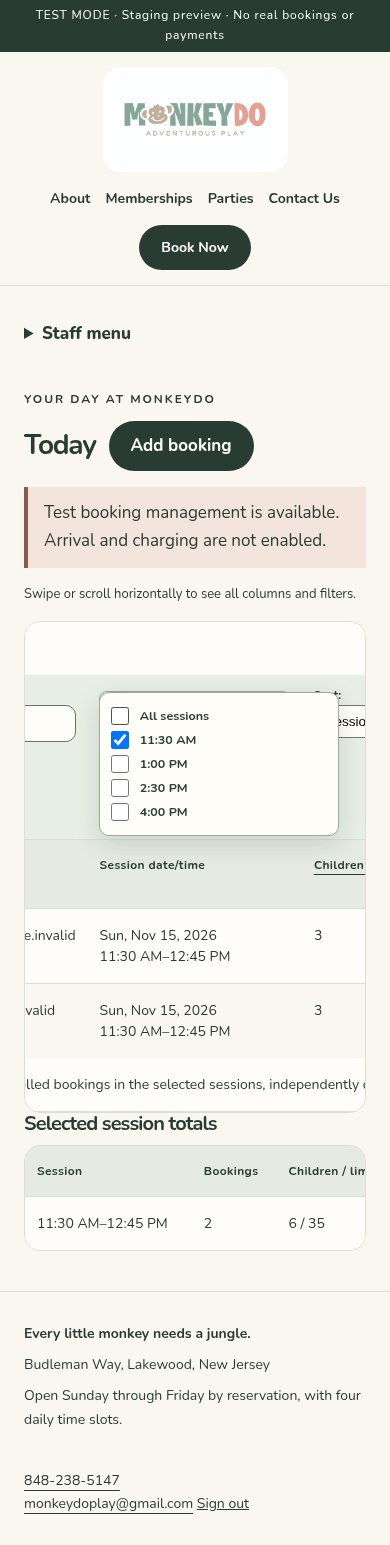 TEST MODE · Staging preview · No real bookings or
payments
MONKEYDO
ADVENTUROUS PLAY
About Memberships Parties Contact Us
Book Now
Staff menu
YOUR DAY AT MONKEYDO
Today Add booking
Test booking management is available.
Arrival and charging are not enabled.
Swipe or scroll horizontally to see all columns and filters.
All sessions
11:30 AM
1:00 PM
2:30 PM
4:00 PM
Session date/time Children
e.invalid Sun, Nov 15, 2026 3
11:30 AM–12:45 PM
valid Sun, Nov 15, 2026 3
11:30 AM–12:45 PM
lled bookings in the selected sessions, independently
Selected session totals
Session Bookings Children / lim
11:30 AM–12:45 PM 2 6 / 35
Every little monkey needs a jungle.
Budleman Way, Lakewood, New Jersey
Open Sunday through Friday by reservation, with four
daily time slots.
848-238-5147
monkeydoplay@gmail.com Sign out